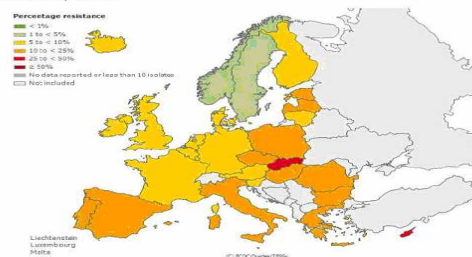 Percentage resistance
< 1%
1 to < 5%
5 to < 10%
10 to < 25%
25 to < 50%
≥ 50%
No data reported or less than 10 isolates
Not included
Liechtenstein
Luxembourg
Malta